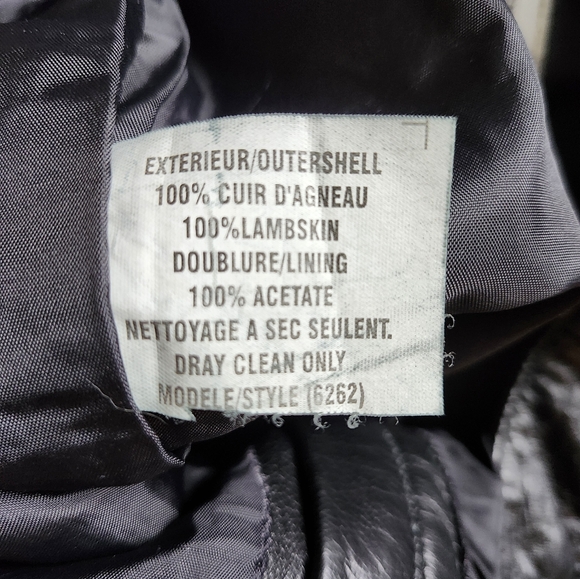 EXTERIEUR/OUTERSHELL
100% CUIR D'AGNEAU
100%LAMBSKIN
DOUBLURE/LINING
100% ACETATE
NETTOYAGE A SEC SEULENT.
DRAY CLEAN ONLY
MODELE/STYLE (6262)